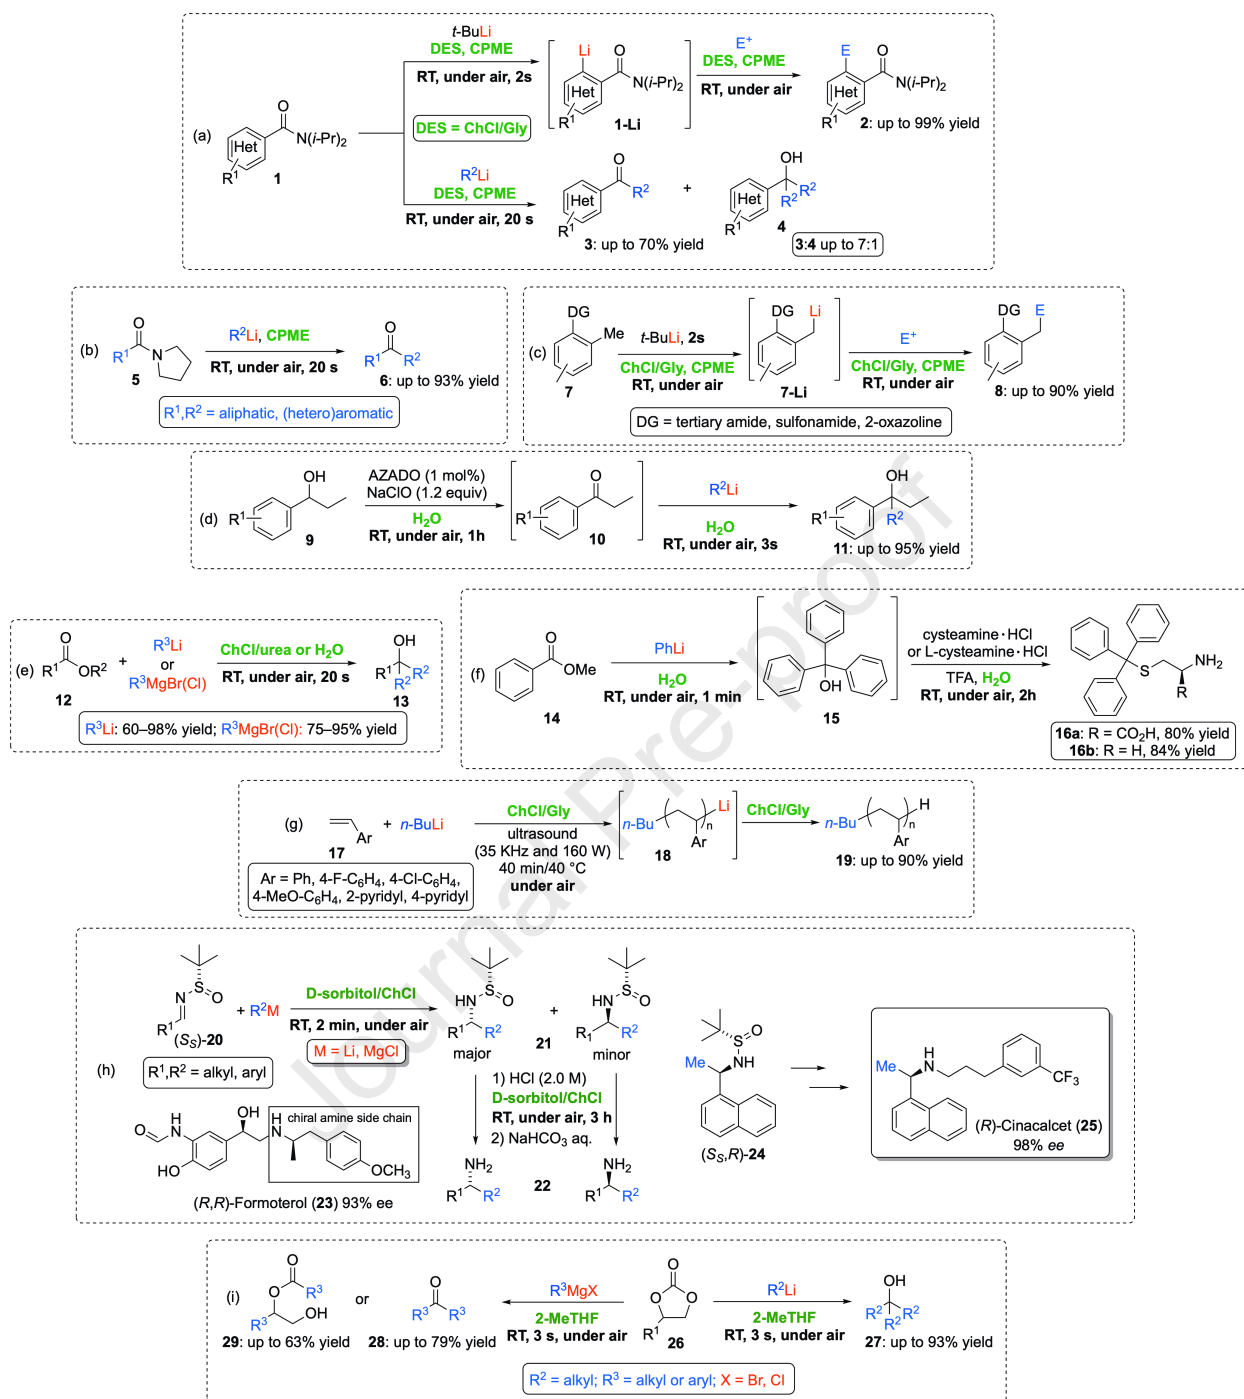 (a)
Het
O
N(i-Pr)2
R1
1
t-BuLi
DES, CPME
RT, under air, 2s
DES = ChCl/Gly
Li
O
Het
N(i-Pr)2
R1
1-Li
E+
DES, CPME
RT, under air
E
O
Het
N(i-Pr)2
R1
2: up to 99% yield
R2Li
DES, CPME
RT, under air, 20 s
O
Het
R2
R1
3: up to 70% yield
+
OH
Het
R2
R2
R1
4
3:4 up to 7:1
(b)
O
R1
N
5
R2Li, CPME
RT, under air, 20 s
O
R1
R2
6: up to 93% yield
R1,R2 = aliphatic, (hetero)aromatic
(c)
DG
Me
7
t-BuLi, 2s
ChCl/Gly, CPME
RT, under air
DG
Li
7-Li
E+
ChCl/Gly, CPME
RT, under air
DG
E
8: up to 90% yield
DG = tertiary amide, sulfonamide, 2-oxazoline
(d)
OH
R1
9
AZADO (1 mol%)
NaClO (1.2 equiv)
H2O
RT, under air, 1h
O
R1
10
R2Li
H2O
RT, under air, 3s
OH
R1
R2
11: up to 95% yield
(e)
O
R1
OR2
12
+
R3Li
or
R3MgBr(Cl)
ChCl/urea or H2O
RT, under air, 20 s
OH
R1
R2
R2
13
R3Li: 60–98% yield; R3MgBr(Cl): 75–95% yield
(f)
O
OMe
14
PhLi
H2O
RT, under air, 1 min
OH
15
cysteamine·HCl
or L-cysteamine·HCl
TFA, H2O
RT, under air, 2h
S
NH2
R
16a: R = CO2H, 80% yield
16b: R = H, 84% yield
(g)
Ar
17
+
n-BuLi
Ar = Ph, 4-F-C6H4, 4-Cl-C6H4,
4-MeO-C6H4, 2-pyridyl, 4-pyridyl
ChCl/Gly
ultrasound
(35 KHz and 160 W)
40 min/40 °C
under air
n-Bu
Li
n
Ar
18
ChCl/Gly
n-Bu
H
n
Ar
19: up to 90% yield
(h)
S
O
N
R1
(SS)-20
+ R2M
R1,R2 = alkyl, aryl
D-sorbitol/ChCl
RT, 2 min, under air
M = Li, MgCl
S
O
HN
R1
R2
major
21
+
S
O
HN
R1
R2
minor
1) HCl (2.0 M)
D-sorbitol/ChCl
RT, under air, 3 h
2) NaHCO3 aq.
NH2
R1
R2
22
NH2
R1
R2
O
H
N
HO
OH
H
N
chiral amine side chain
OCH3
(R,R)-Formoterol (23) 93% ee
S
O
Me
NH
(SS,R)-24
Me
H
N
CF3
(R)-Cinacalcet (25)
98% ee
(i)
O
O
R3
R3
OH
29: up to 63% yield
or
O
R3
R3
28: up to 79% yield
R3MgX
2-MeTHF
RT, 3 s, under air
O
O
O
R1
26
R2Li
2-MeTHF
RT, 3 s, under air
OH
R2
R2
R2
27: up to 93% yield
R2 = alkyl; R3 = alkyl or aryl; X = Br, Cl
Journal Pre-proof